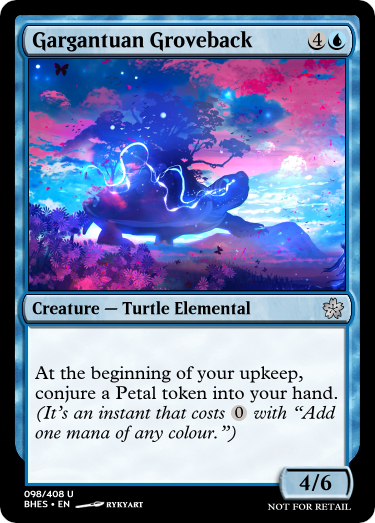 Gargantuan Groveback 4
Creature — Turtle Elemental
At the beginning of your upkeep,
conjure a Petal token into your hand.
(It's an instant that costs 0 with “Add
one mana of any colour.”)
4/6
098/408 U
BHES • EN RYKYART
NOT FOR RETAIL